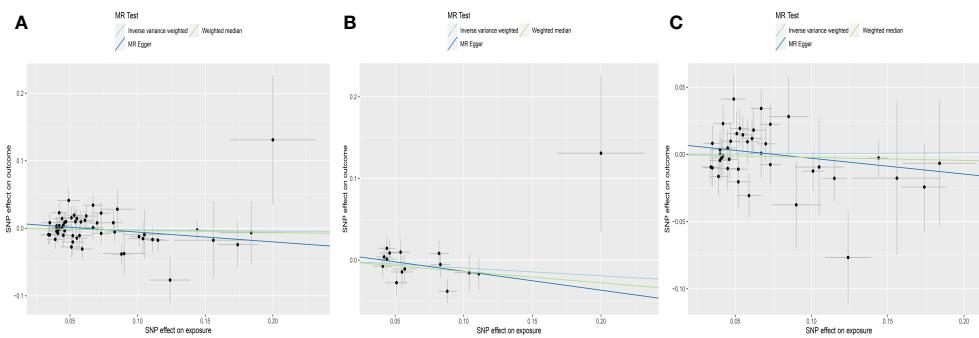 A
MR Test
Inverse variance weighted
Weighted median
MR Egger
SNP effect on outcome
0.2
0.1
0.0
−0.1
0.05
0.10
0.15
0.20
SNP effect on exposure
B
MR Test
Inverse variance weighted
Weighted median
MR Egger
SNP effect on outcome
0.2
0.1
0.0
0.05
0.10
0.15
0.20
SNP effect on exposure
C
MR Test
Inverse variance weighted
Weighted median
MR Egger
SNP effect on outcome
0.05
0.00
−0.05
−0.10
0.05
0.10
0.15
0.20
SNP effect on exposure